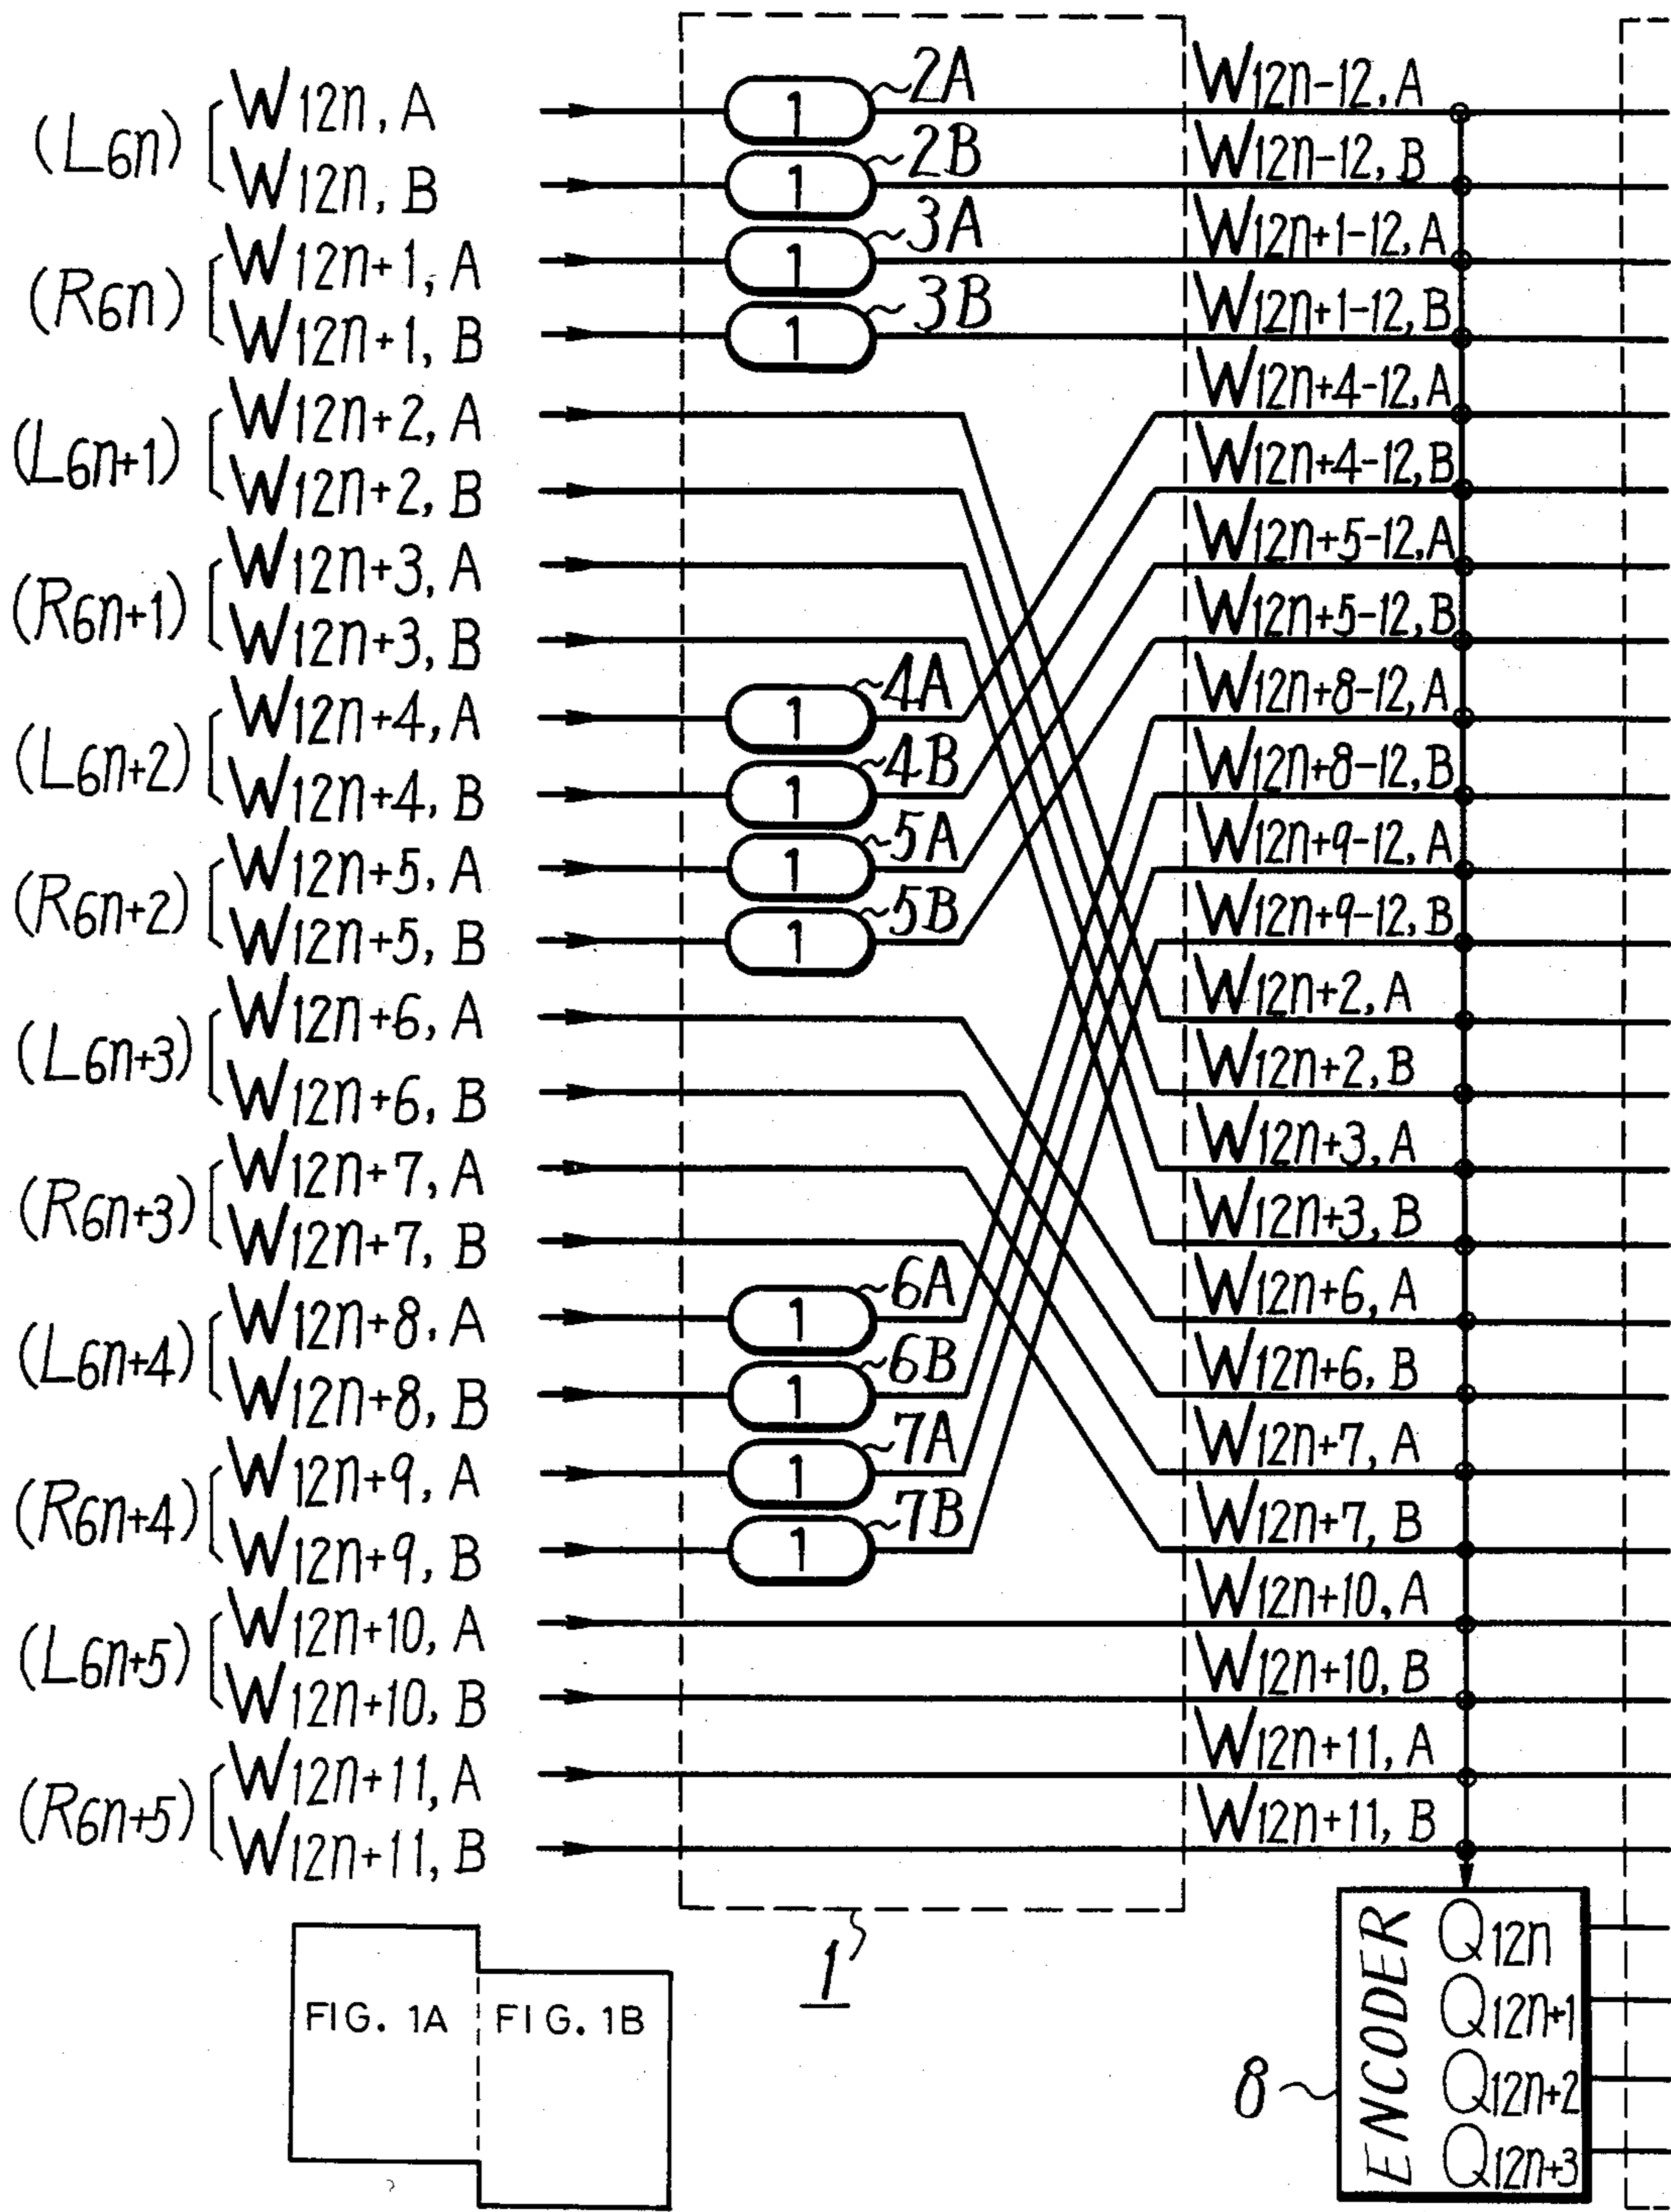 (L6n) W12n, A 1 2A W12n-12, A
W12n, B 1 2B W12n-12, B
(R6n) W12n+1, A 1 3A W12n+1-12, A
W12n+1, B 1 3B W12n+1-12, B
(L6n+1) W12n+2, A W12n+4-12, A
W12n+2, B W12n+4-12, B
(R6n+1) W12n+3, A W12n+5-12, A
W12n+3, B W12n+5-12, B
(L6n+2) W12n+4, A 1 4A W12n+8-12, A
W12n+4, B 1 4B W12n+8-12, B
(R6n+2) W12n+5, A 1 5A W12n+9-12, A
W12n+5, B 1 5B W12n+9-12, B
(L6n+3) W12n+6, A W12n+2, A
W12n+6, B W12n+2, B
(R6n+3) W12n+7, A W12n+3, A
W12n+7, B W12n+3, B
(L6n+4) W12n+8, A 1 6A W12n+6, A
W12n+8, B 1 6B W12n+6, B
(R6n+4) W12n+9, A 1 7A W12n+7, A
W12n+9, B 1 7B W12n+7, B
(L6n+5) W12n+10, A W12n+10, A
W12n+10, B W12n+10, B
(R6n+5) W12n+11, A W12n+11, A
W12n+11, B W12n+11, B
1
FIG. 1A FIG. 1B
8 ENCODER
Q12n
Q12n+1
Q12n+2
Q12n+3